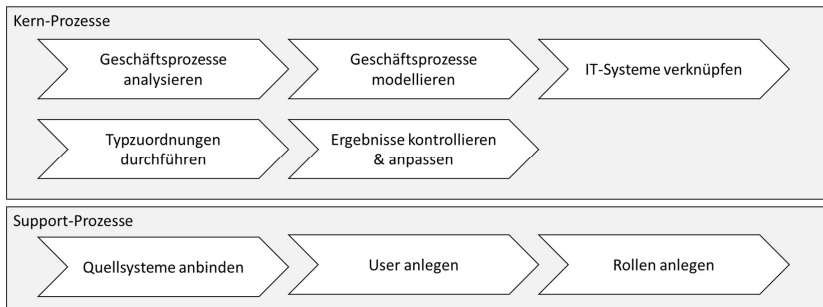 Kern-Prozesse
Geschäftsprozesse
analysieren
Geschäftsprozesse
modellieren
IT-Systeme verknüpfen
Typzuordnungen
durchführen
Ergebnisse kontrollieren
& anpassen
Support-Prozesse
Quellsysteme anbinden
User anlegen
Rollen anlegen